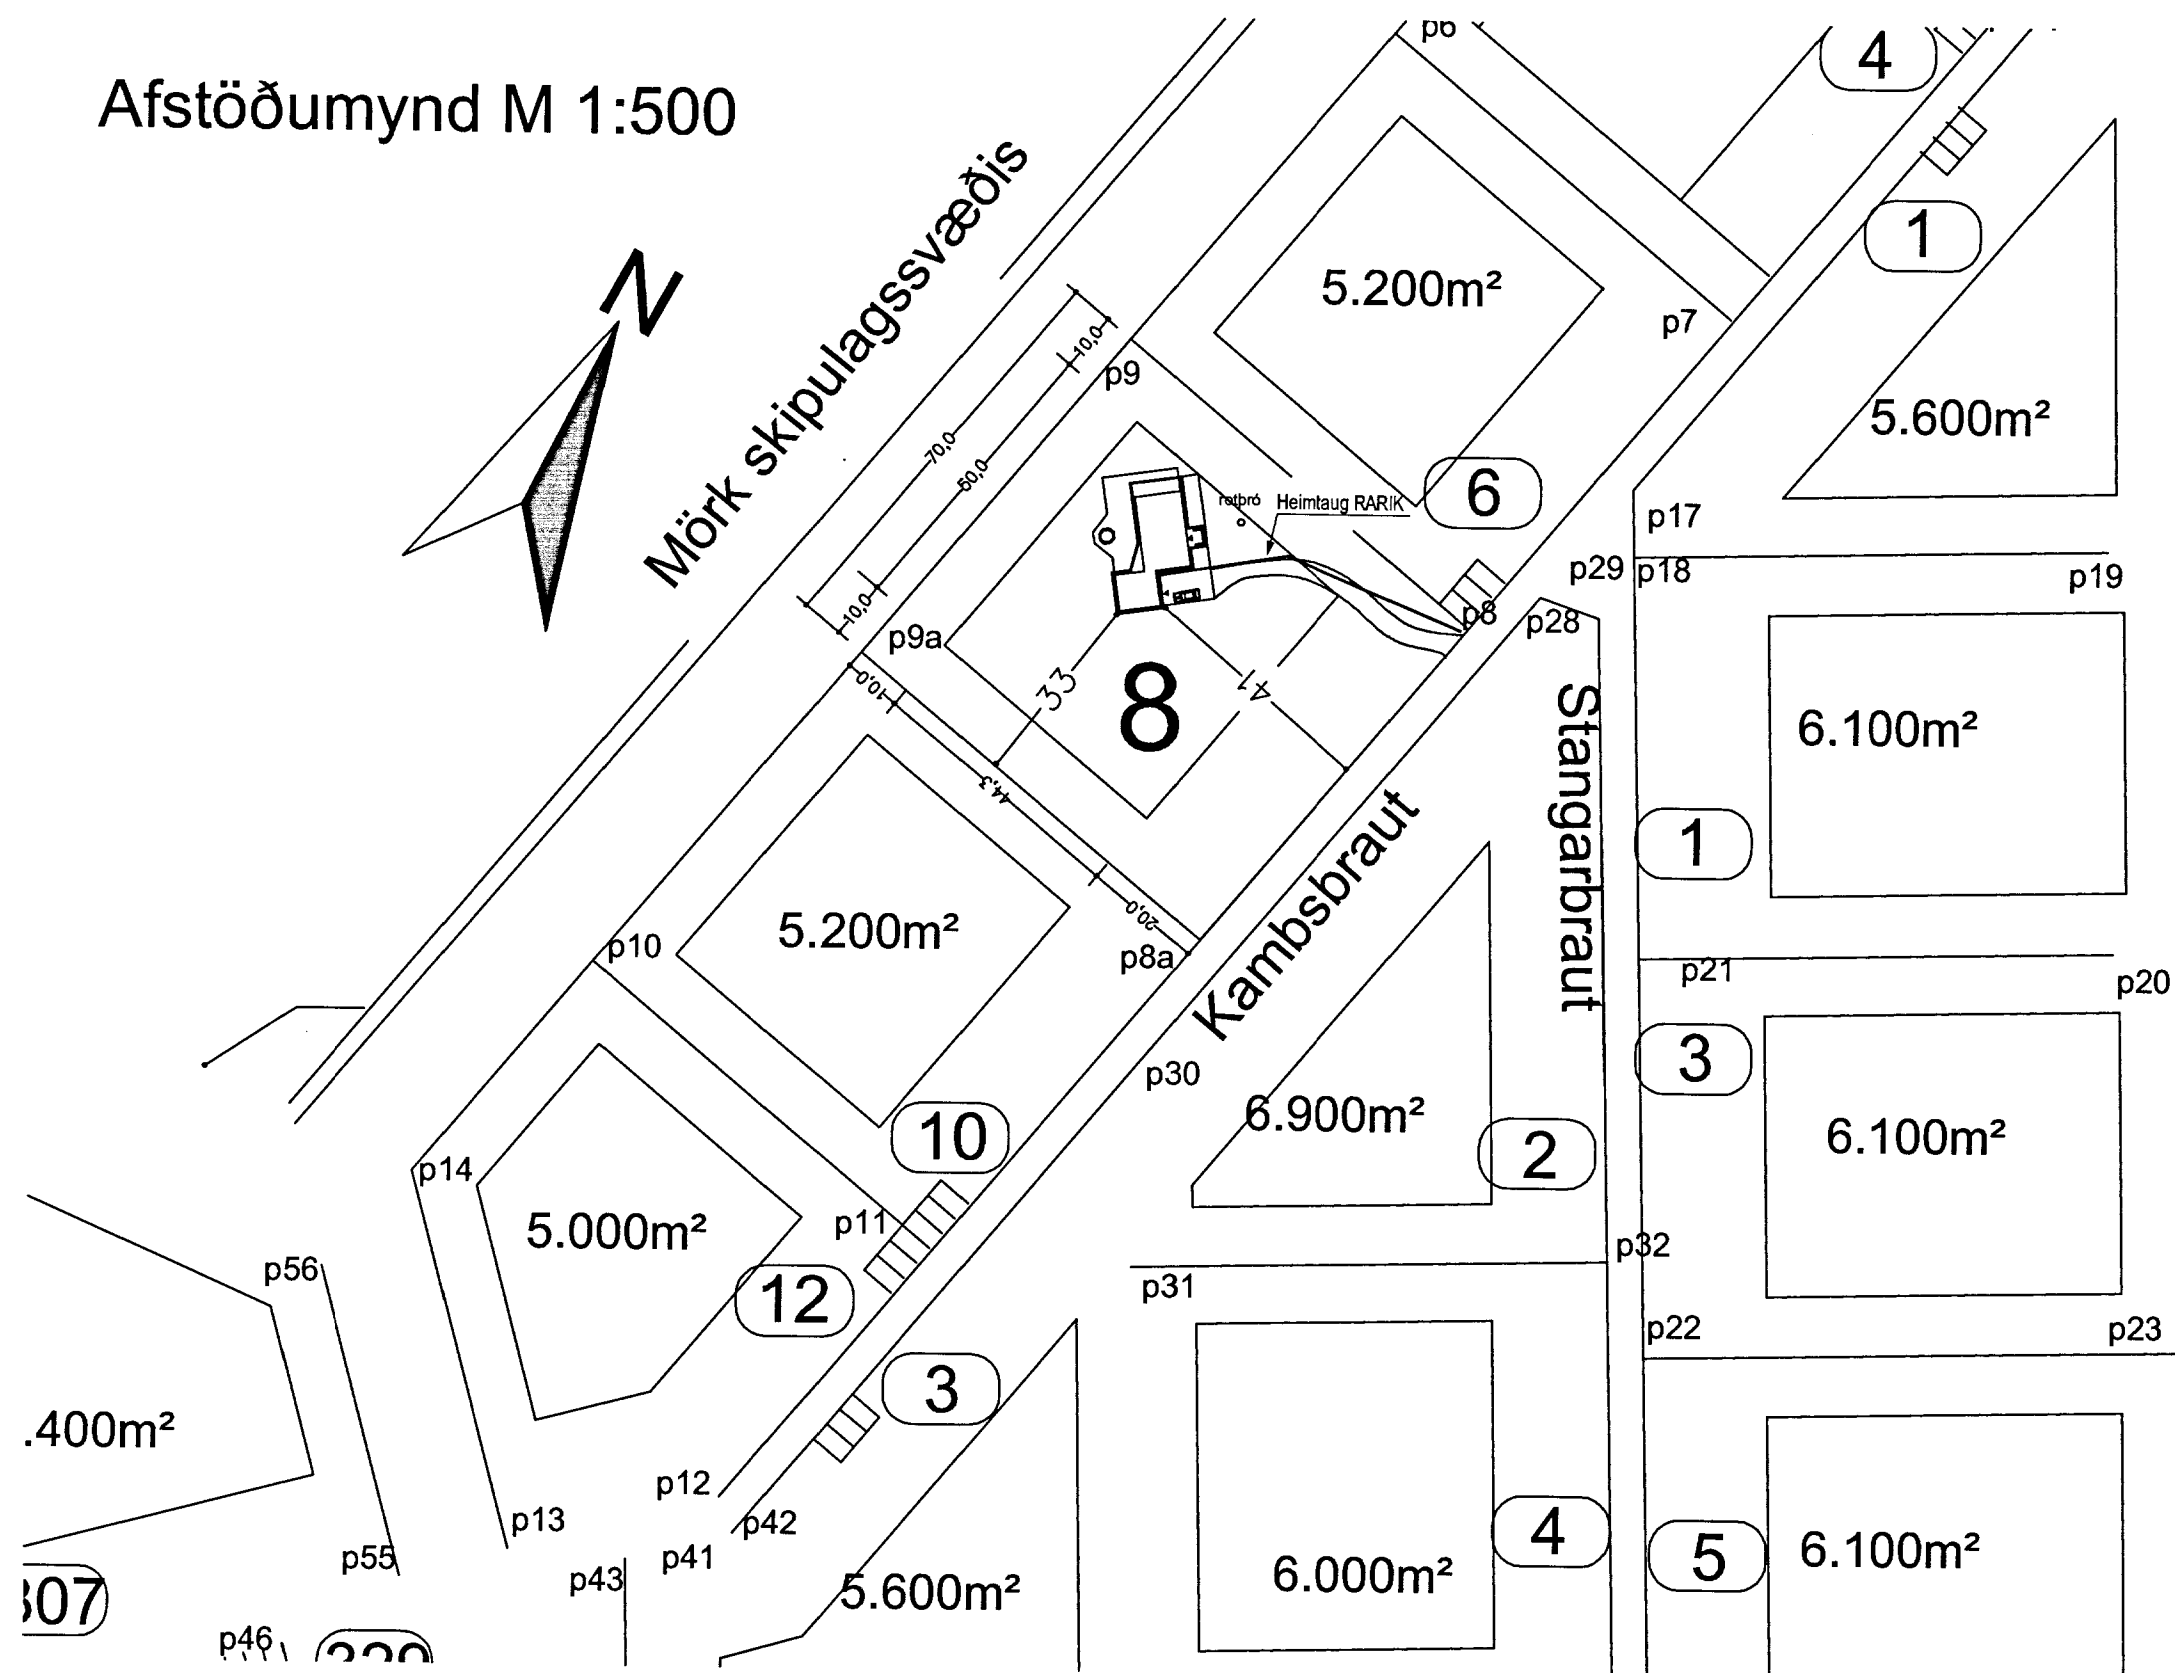 p6
4
Afstöðumynd M 1:500
N
Mörk skipulagssvæðis
1
5.200m²
p7
10,0
p9
5.600m²
70,0
50,0
6
rotþró
Heimtaug RARIK
p17
p29
p18
p19
10,0
p8
p28
p9a
33
41
10,0
8
Stangarbraut
6.100m²
44,3
1
Kambsbraut
20,0
5.200m²
p10
p8a
p21
p20
3
p30
6.900m²
10
2
6.100m²
p14
5.000m²
p11
p32
p56
p31
12
p22
p23
3
.400m²
p12
p13
p42
4
5
6.100m²
p55
p41
p43
5.600m²
6.000m²
307
p46